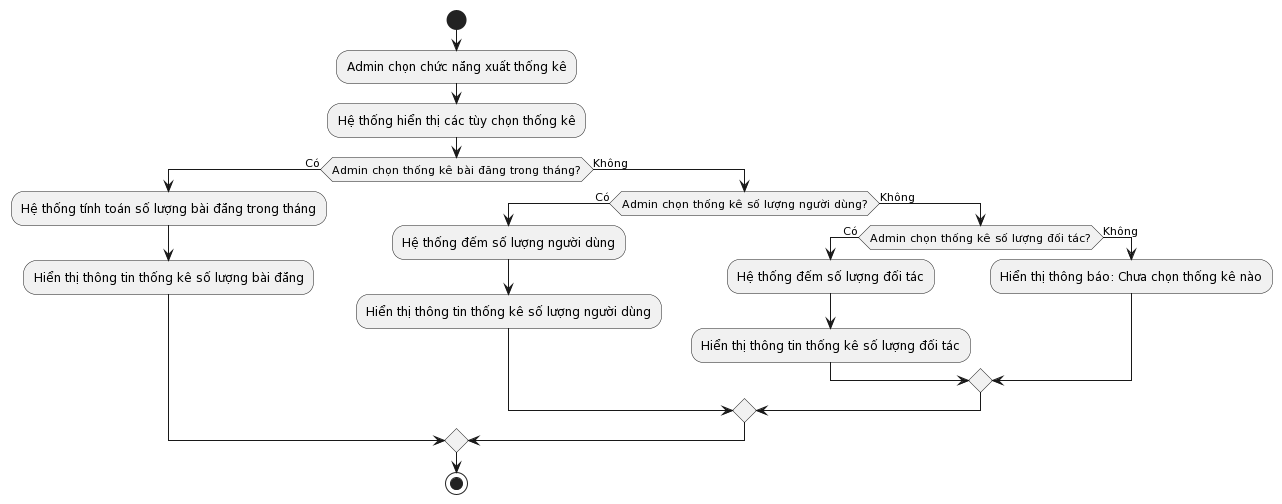 Admin chọn chức năng xuất thống kê
Hệ thống hiển thị các tùy chọn thống kê
Có
Admin chọn thống kê bài đăng trong tháng?
Không
Hệ thống tính toán số lượng bài đăng trong tháng
Hiển thị thông tin thống kê số lượng bài đăng
Có
Admin chọn thống kê số lượng người dùng?
Không
Hệ thống đếm số lượng người dùng
Hiển thị thông tin thống kê số lượng người dùng
Có
Admin chọn thống kê số lượng đối tác?
Không
Hệ thống đếm số lượng đối tác
Hiển thị thông tin thống kê số lượng đối tác
Hiển thị thông báo: Chưa chọn thống kê nào